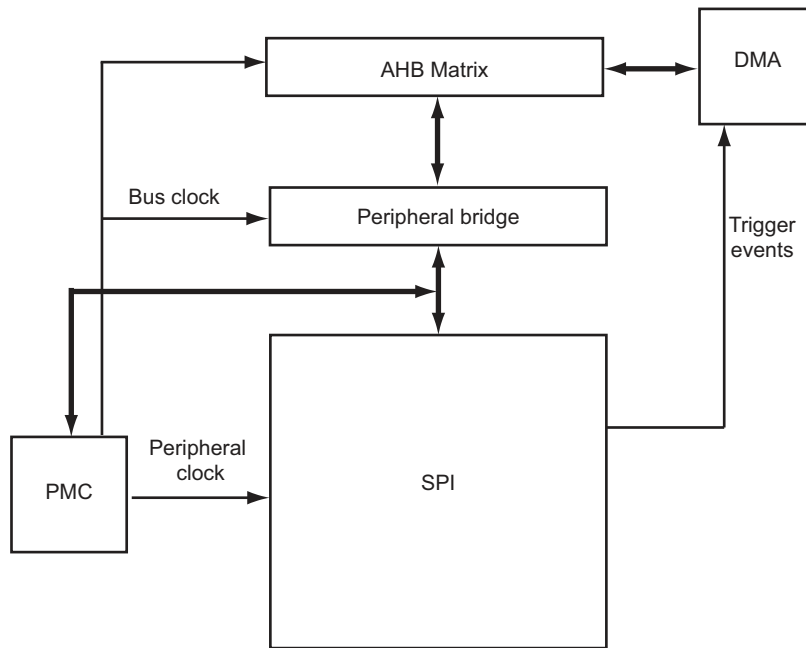 AHB Matrix
DMA
Bus clock
Peripheral bridge
Trigger
events
Peripheral
clock
PMC
SPI